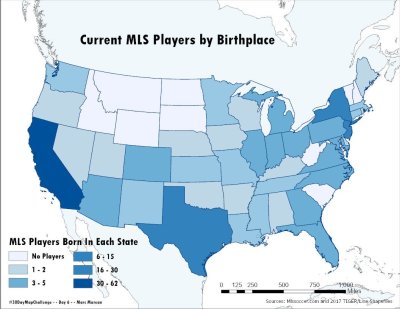 Current MLS Players by Birthplace
MLS Players Born In Each State
No Players
1 - 2
3 - 5
6 - 15
16 - 30
30 - 62
0 125 250 500 750 1,000
Miles
#30DayMapChallenge - - Day 6 - - Marc Marcon
Sources: Mlssoccer.com and 2017 TIGER/Line Shapefiles